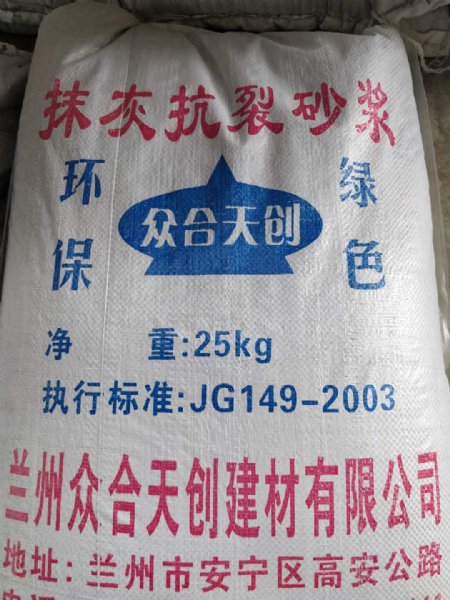 抹灰抗裂砂浆
环保
众合天创
绿色
净 重:25kg
执行标准:JG149-2003
兰州众合天创建材有限公司
地址:兰州市安宁区高安公路